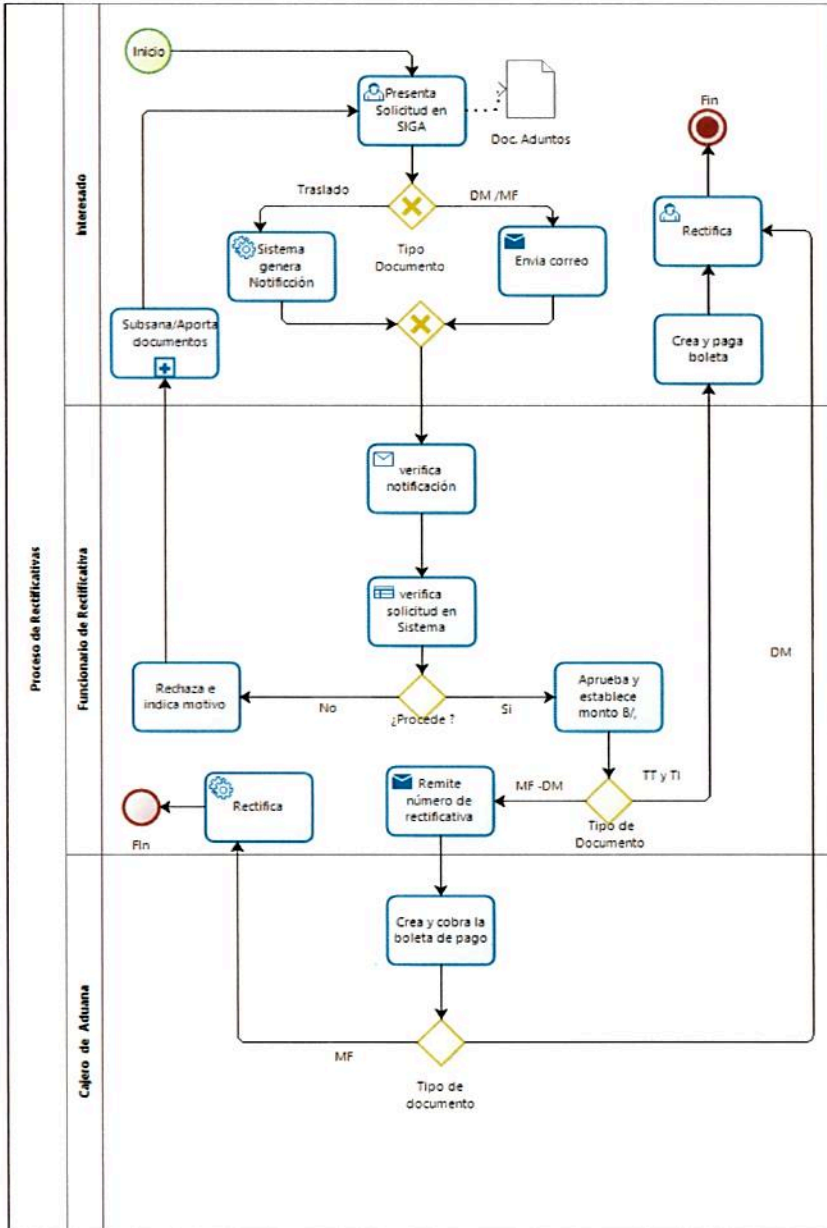 Proceso de Rectificativas
Interesado
Inicio
Presenta
Solicitud en
SIGA
Doc. Aduntos
Fin
Traslado
DM /MF
Tipo
Documento
Sistema
genera
Notificción
Envia correo
Rectifica
Subsana/Aporta
documentos
Crea y paga
boleta
Funcionario de Rectificativa
verifica
notificación
verifica
solicitud en
Sistema
DM
Rechaza e
indica motivo
No
¿Procede ?
Si
Aprueba y
establece
monto B/,
Rectifica
Fin
Remite
número de
rectificativa
MF -DM
TT y TI
Tipo de
Documento
Cajero de Aduana
Crea y cobra la
boleta de pago
MF
Tipo de
documento